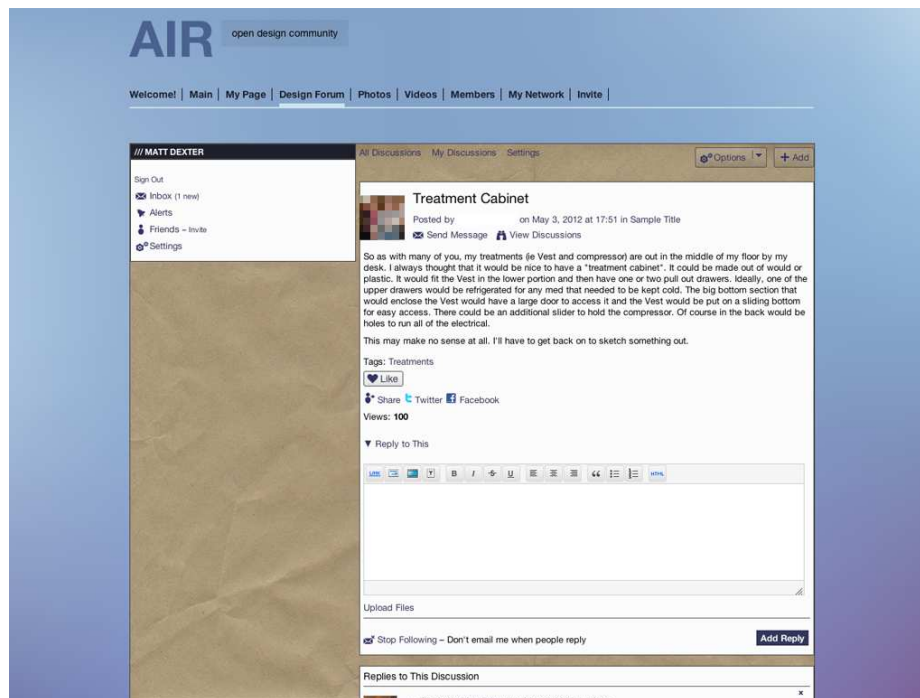 AIR
open design community
Welcome! | Main | My Page | Design Forum | Photos | Videos | Members | My Network | Invite |
/// MATT DEXTER
Sign Out
Inbox (1 new)
Alerts
Friends – Invite
Settings
All Discussions My Discussions Settings
Options
+ Add
Treatment Cabinet
Posted by on May 3, 2012 at 17:51 in Sample Title
Send Message View Discussions
So as with many of you, my treatments (ie Vest and compressor) are out in the middle of my floor by my
desk. I always thought that it would be nice to have a "treatment cabinet". It could be made out of would or
plastic. It would fit the Vest in the lower portion and then have one or two pull out drawers. Ideally, one of the
upper drawers would be refrigerated for any med that needed to be kept cold. The big bottom section that
would enclose the Vest would have a large door to access it and the Vest would be put on a sliding bottom
for easy access. There could be an additional slider to hold the compressor. Of course in the back would be
holes to run all of the electrical.
This may make no sense at all. I'll have to get back on to sketch something out.
Tags: Treatments
Like
Share Twitter Facebook
Views: 100
▼ Reply to This
LINK T B I S U HTML
Upload Files
Stop Following – Don't email me when people reply
Add Reply
Replies to This Discussion
x